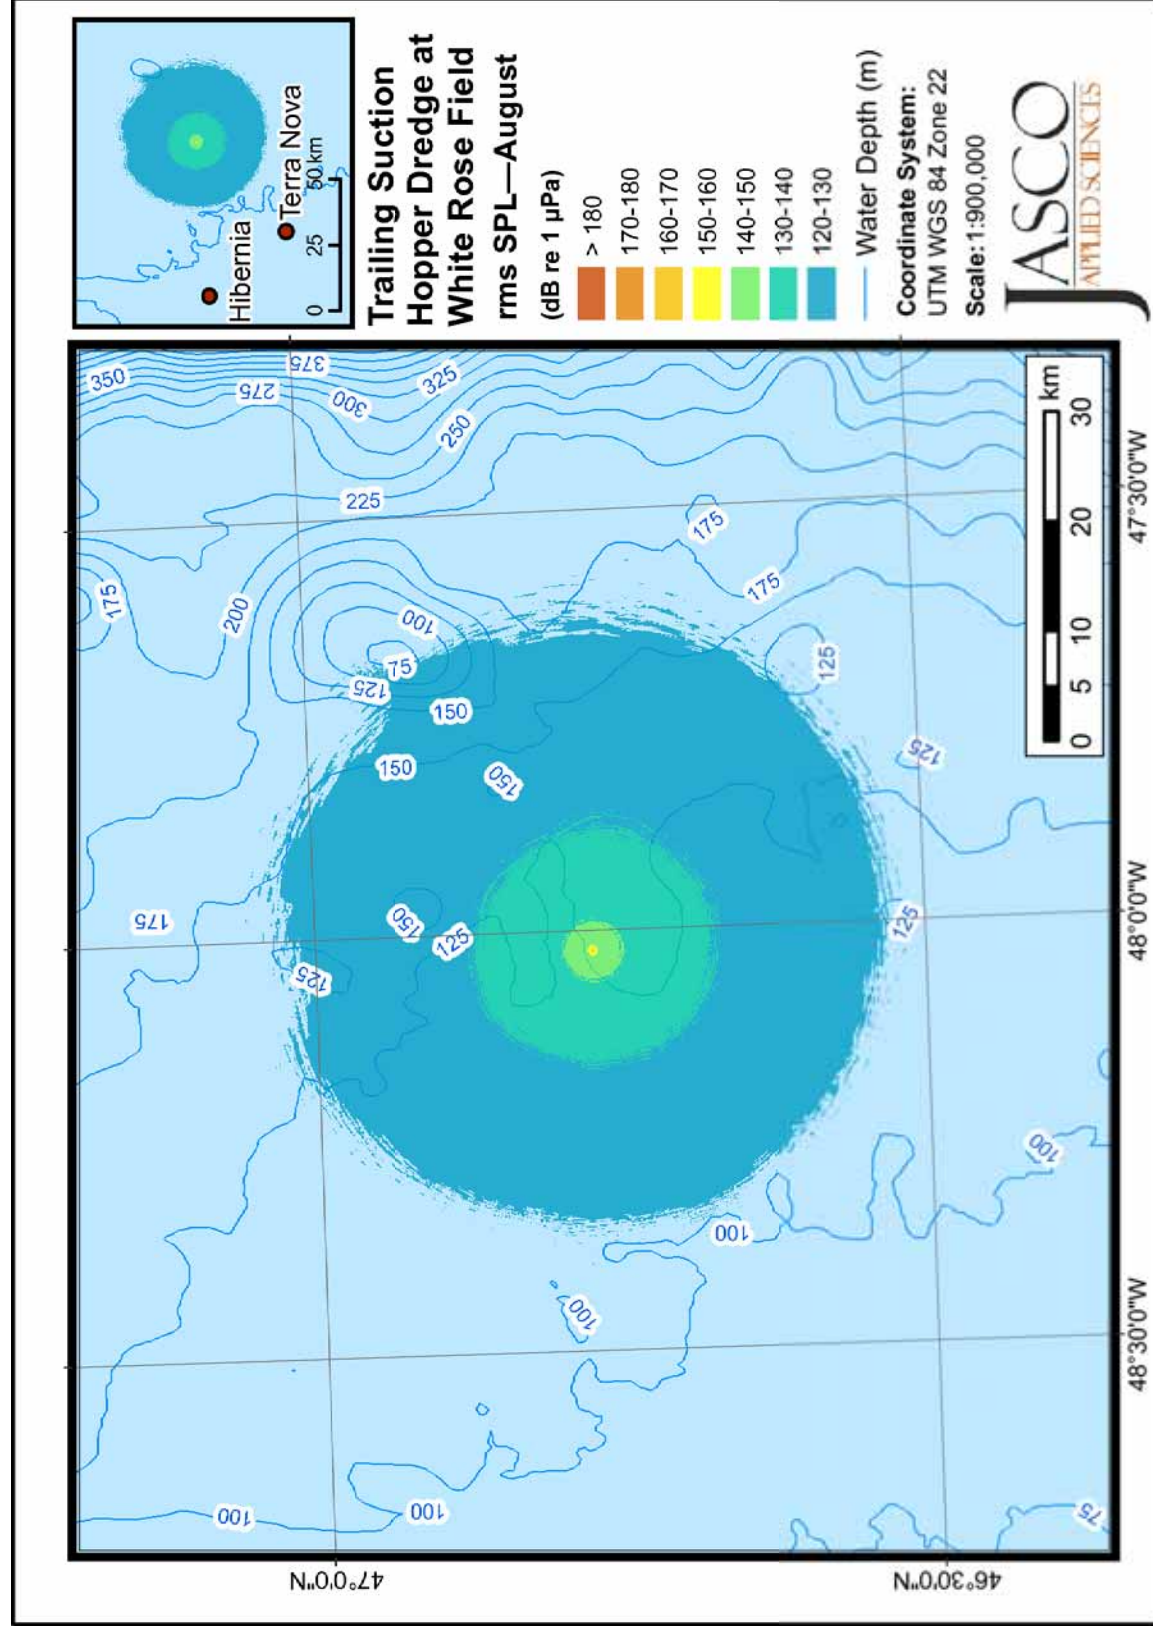 Hibernia
Terra Nova
0 25 50 km
Trailing Suction
Hopper Dredge at
White Rose Field
rms SPL—August
(dB re 1 µPa)
> 180
170-180
160-170
150-160
140-150
130-140
120-130
Water Depth (m)
Coordinate System:
UTM WGS 84 Zone 22
Scale: 1:900,000
JASCO
APPLIED SCIENCES
47°0'0"N
46°30'0"N
48°30'0"W
48°0'0"W
47°30'0"W
0 5 10 20 30 km
350
375
275
300
325
250
225
175
200
100
75
125
150
150
150
175
175
175
150
125
125
125
125
125
100
100
100
100
100
75